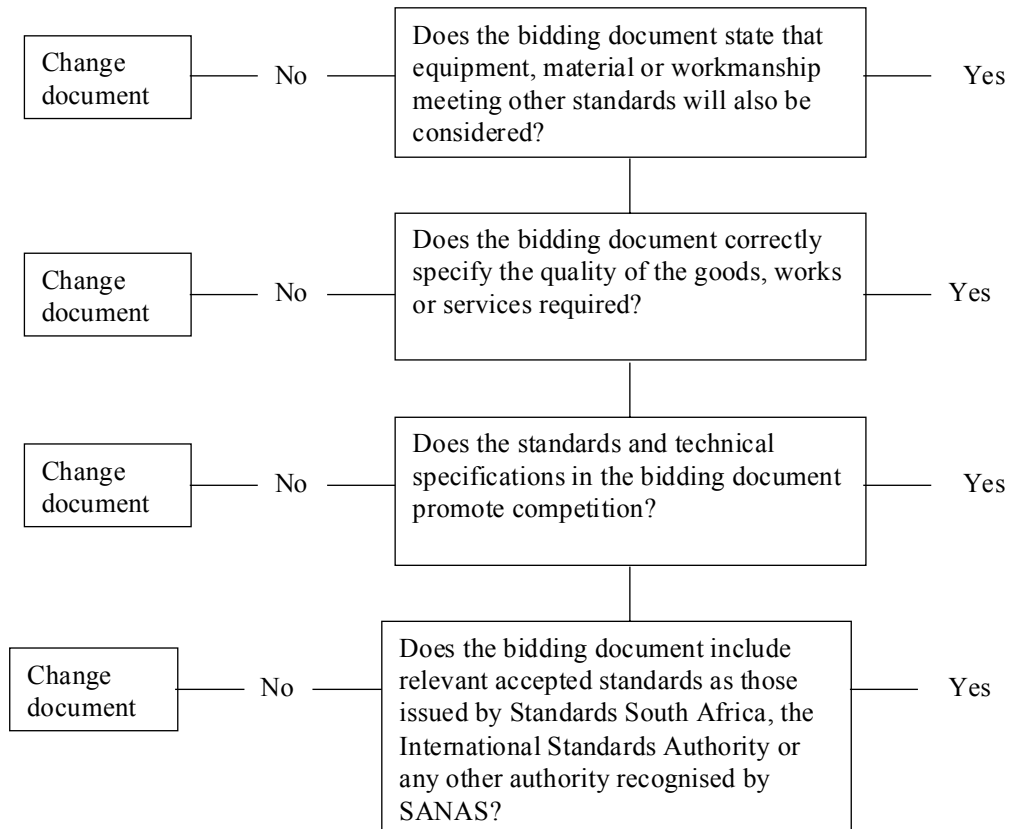 Does the bidding document state that
equipment, material or workmanship
meeting other standards will also be
considered?
Change
document
No
Yes
Does the bidding document correctly
specify the quality of the goods, works
or services required?
Change
document
No
Yes
Does the standards and technical
specifications in the bidding document
promote competition?
Change
document
No
Yes
Does the bidding document include
relevant accepted standards as those
issued by Standards South Africa, the
International Standards Authority or
any other authority recognised by
SANAS?
Change
document
No
Yes